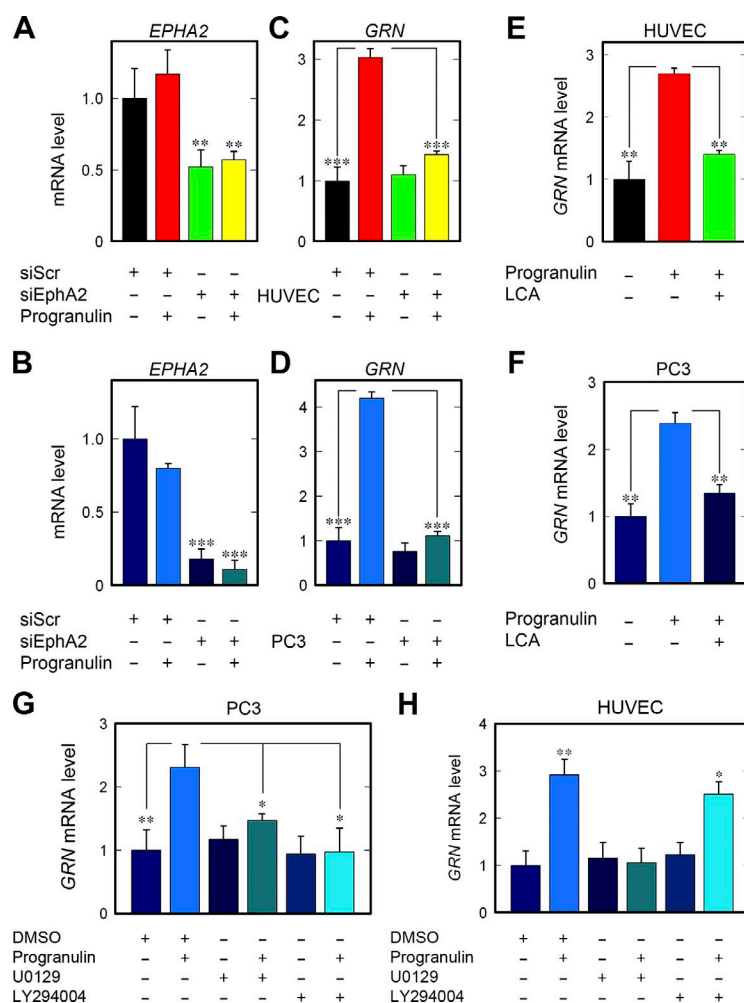 A
EPHA2
mRNA level
1.0
0.5
0
** **
siScr + + – –
siEphA2 – – + +
Progranulin – + – +
C
GRN
3
2
1
0
*** ***
+ + – –
HUVEC – – + +
– + – +
E
HUVEC
GRN mRNA level
3
2
1
0
** **
Progranulin – + +
LCA – – +
B
EPHA2
mRNA level
1.0
0.5
0
*** ***
siScr + + – –
siEphA2 – – + +
Progranulin – + – +
D
GRN
4
3
2
1
0
*** ***
+ + – –
PC3 – – + +
– + – +
F
PC3
GRN mRNA level
3
2
1
0
** **
Progranulin – + +
LCA – – +
G
PC3
GRN mRNA level
3
2
1
0
** * *
DMSO + + – – – –
Progranulin – + – + – +
U0129 – – + + – –
LY294004 – – – – + +
H
HUVEC
GRN mRNA level
4
3
2
1
0
** *
DMSO + + – – – –
Progranulin – + – + – +
U0129 – – + + – –
LY294004 – – – – + +